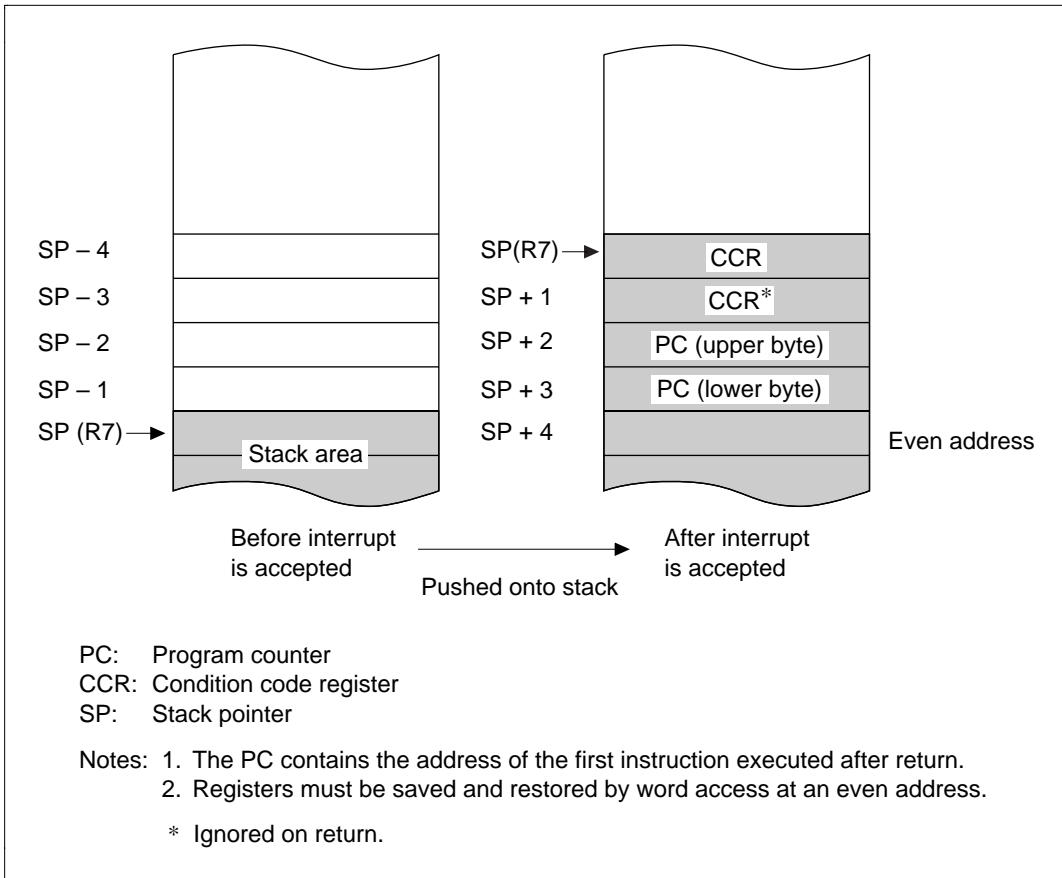 SP – 4
SP – 3
SP – 2
SP – 1
SP (R7)
Stack area
SP(R7)
SP + 1
SP + 2
SP + 3
SP + 4
CCR
CCR*
PC (upper byte)
PC (lower byte)
Even address
Before interrupt
is accepted
Pushed onto stack
After interrupt
is accepted
PC: Program counter
CCR: Condition code register
SP: Stack pointer
Notes: 1. The PC contains the address of the first instruction executed after return.
2. Registers must be saved and restored by word access at an even address.
* Ignored on return.